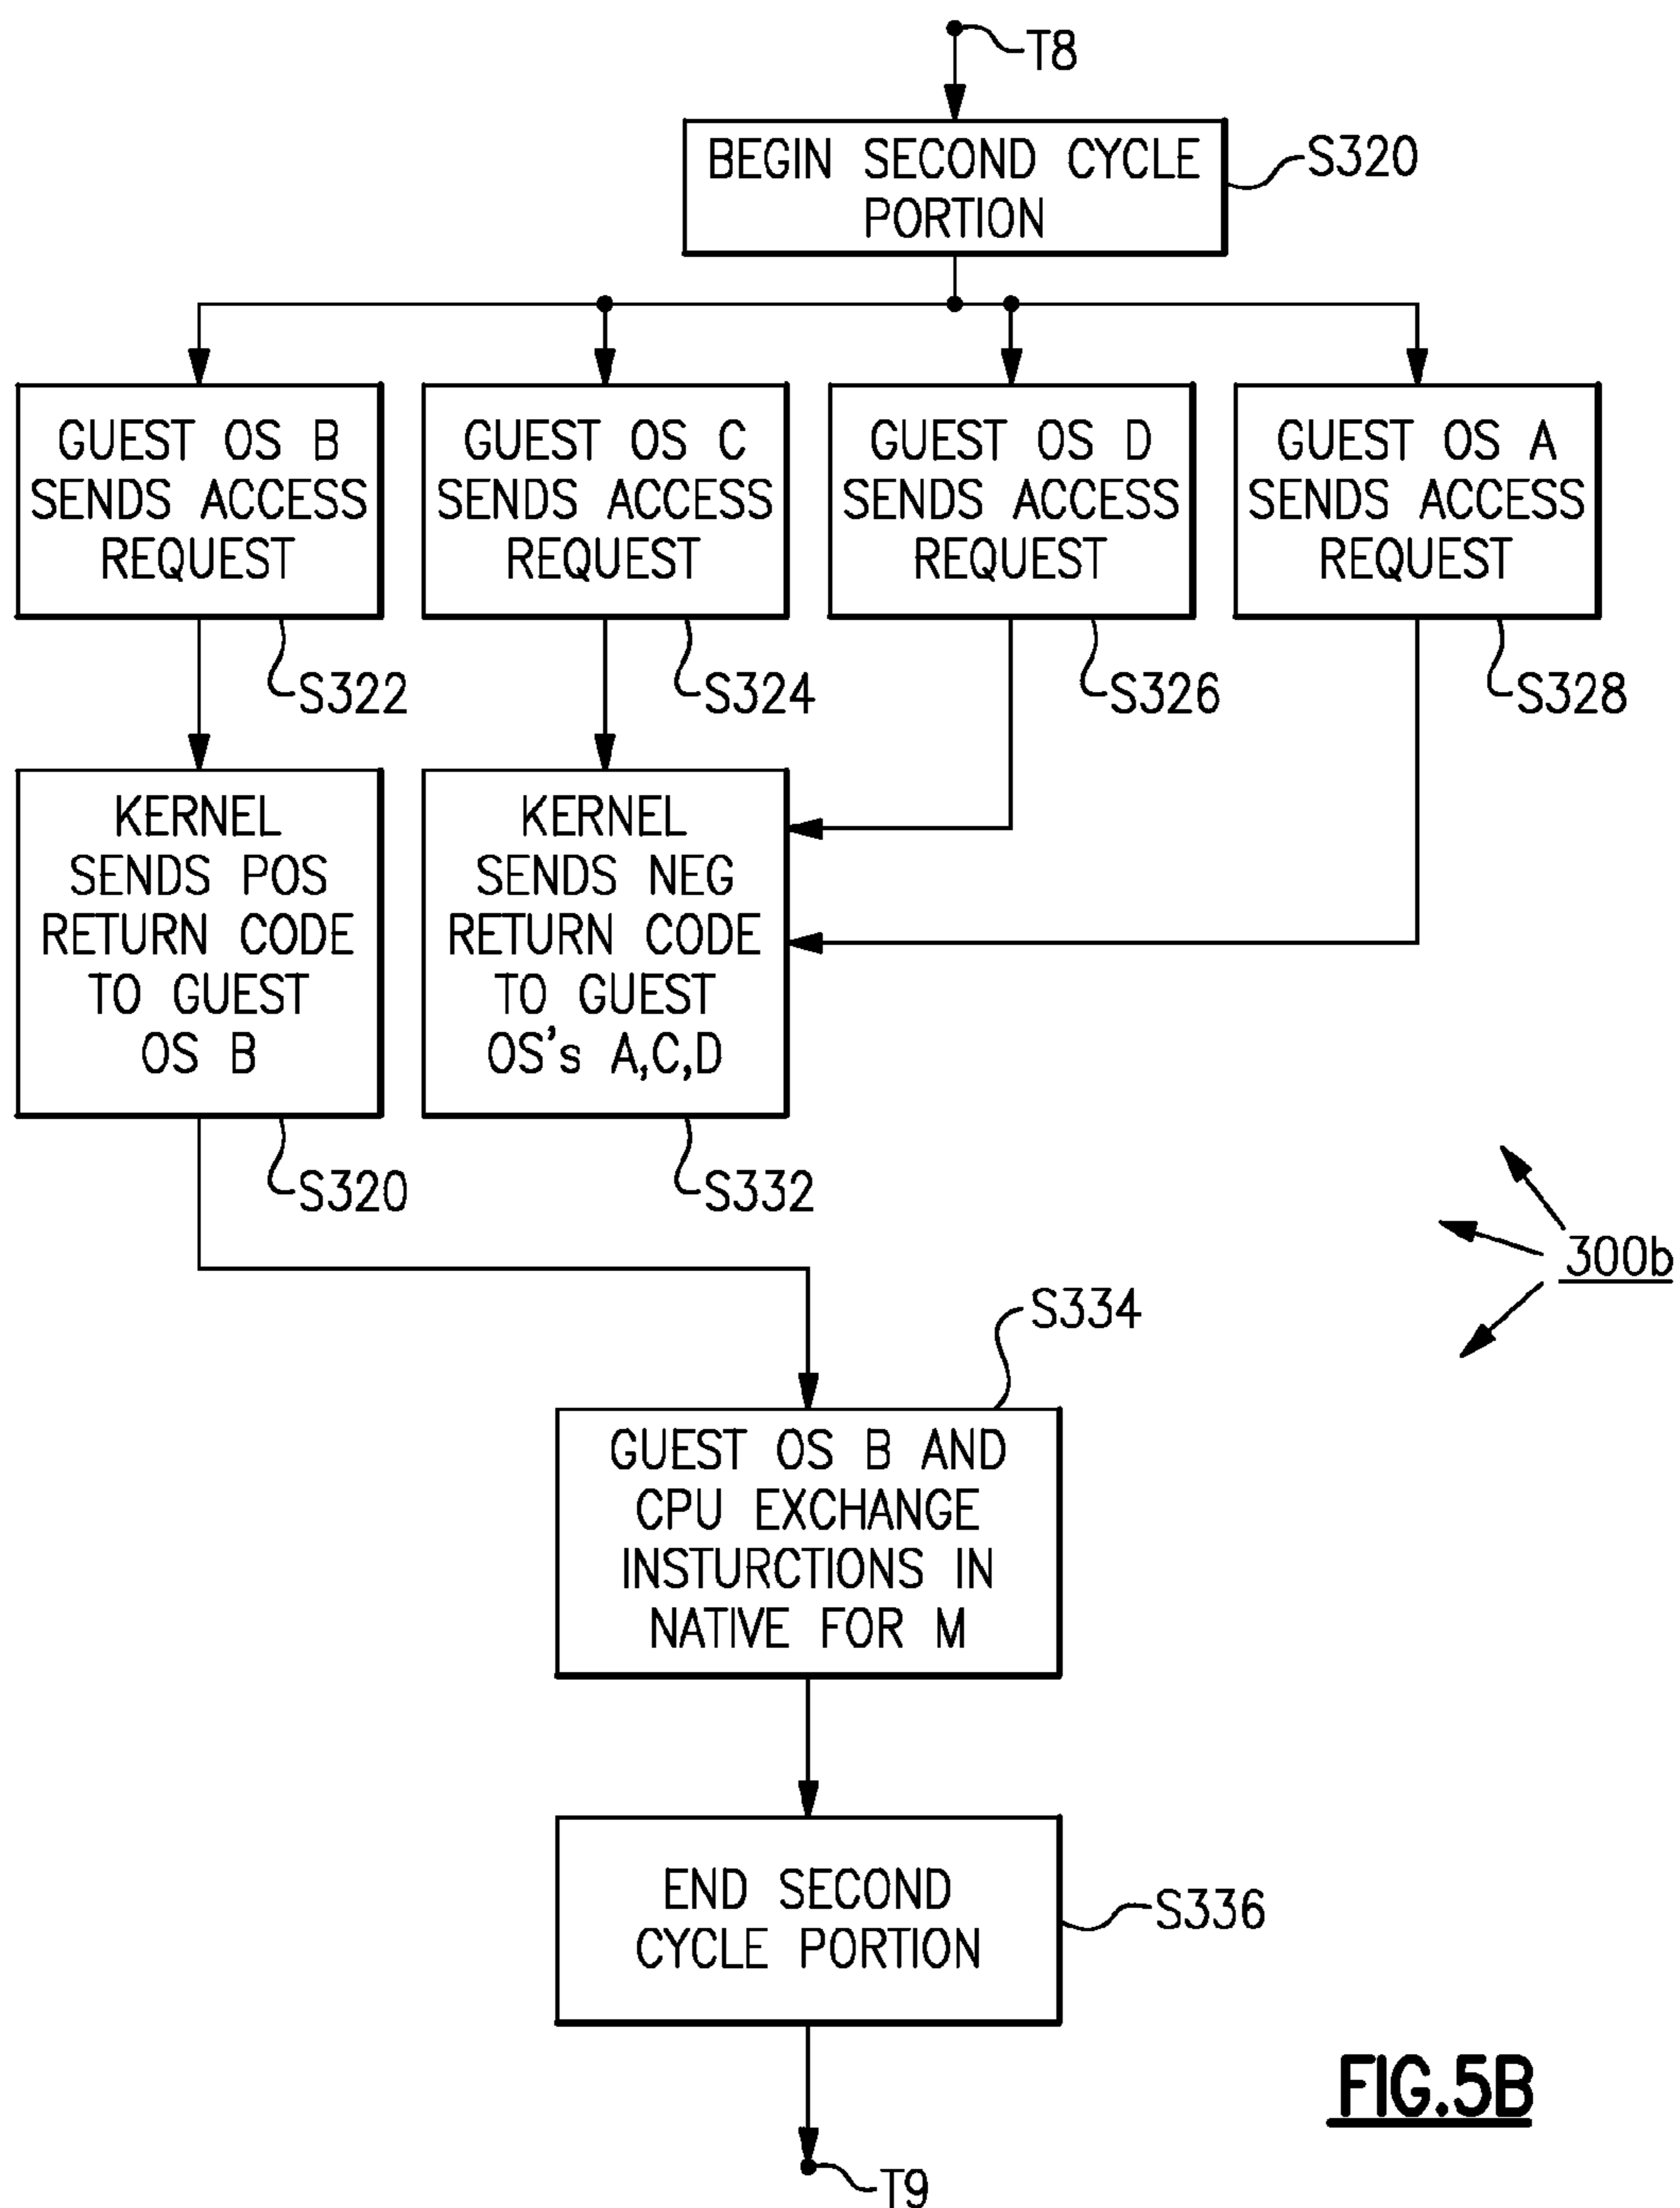 T8
BEGIN SECOND CYCLE
PORTION
S320
GUEST OS B
SENDS ACCESS
REQUEST
S322
GUEST OS C
SENDS ACCESS
REQUEST
S324
GUEST OS D
SENDS ACCESS
REQUEST
S326
GUEST OS A
SENDS ACCESS
REQUEST
S328
KERNEL
SENDS POS
RETURN CODE
TO GUEST
OS B
S320
KERNEL
SENDS NEG
RETURN CODE
TO GUEST
OS's A,C,D
S332
300b
S334
GUEST OS B AND
CPU EXCHANGE
INSTURCTIONS IN
NATIVE FOR M
END SECOND
CYCLE PORTION
S336
T9
FIG.5B